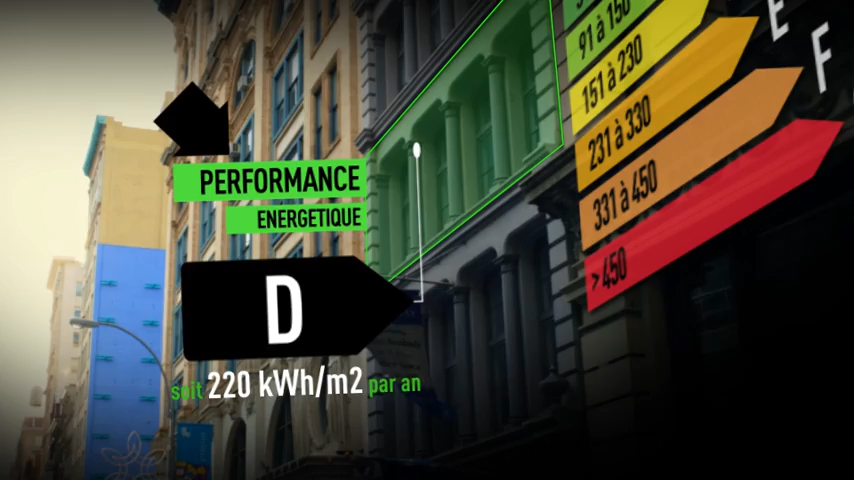 PERFORMANCE
ENERGETIQUE
D
soit 220 kWh/m2 par an
91 à 150
151 à 230
231 à 330
331 à 450
> 450
E
F